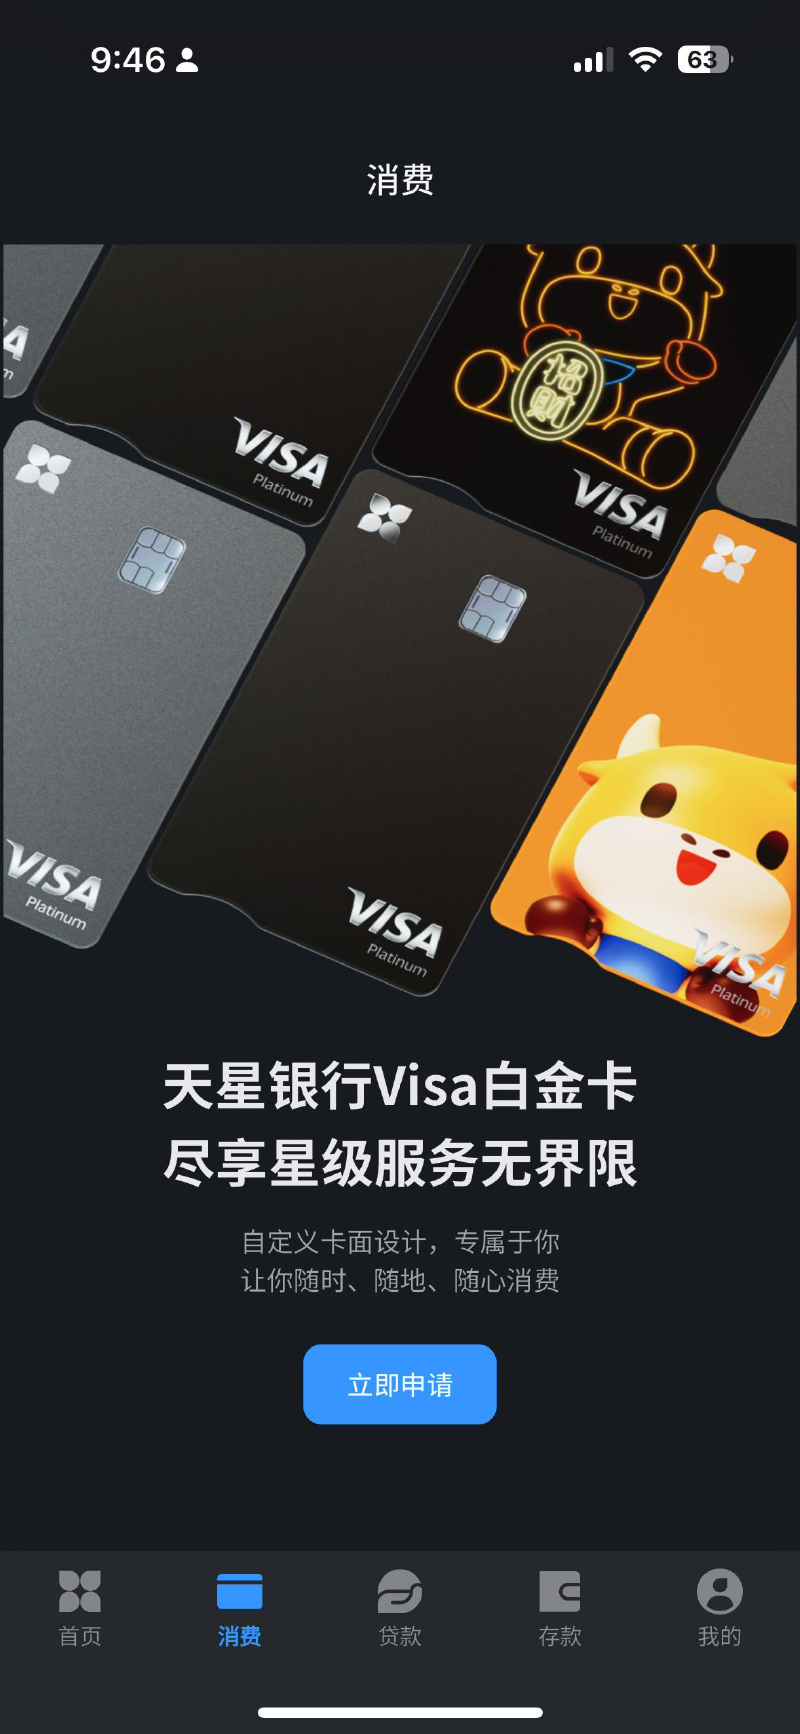 9:46
63
消费
A
m
VISA
Platinum
招
财
VISA
Platinum
VISA
Platinum
VISA
Platinum
VISA
Platinum
天星银行Visa白金卡
尽享星级服务无界限
自定义卡面设计，专属于你
让你随时、随地、随心消费
立即申请
首页
消费
贷款
存款
我的